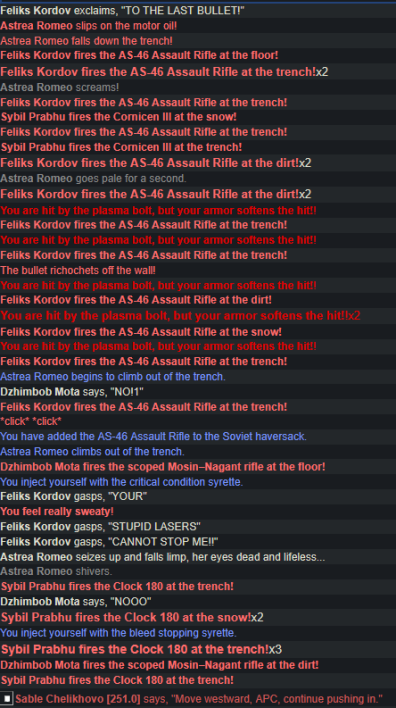 Feliks Kordov exclaims, "TO THE LAST BULLET!"
Astrea Romeo slips on the motor oil!
Astrea Romeo falls down the trench!
Feliks Kordov fires the AS-46 Assault Rifle at the floor!
Feliks Kordov fires the AS-46 Assault Rifle at the trench!x2
Astrea Romeo screams!
Feliks Kordov fires the AS-46 Assault Rifle at the trench!
Sybil Prabhu fires the Cornicen III at the snow!
Feliks Kordov fires the AS-46 Assault Rifle at the trench!
Sybil Prabhu fires the Cornicen III at the trench!
Feliks Kordov fires the AS-46 Assault Rifle at the dirt!x2
Astrea Romeo goes pale for a second.
Feliks Kordov fires the AS-46 Assault Rifle at the dirt!x2
You are hit by the plasma bolt, but your armor softens the hit!!
Feliks Kordov fires the AS-46 Assault Rifle at the trench!
You are hit by the plasma bolt, but your armor softens the hit!!
Feliks Kordov fires the AS-46 Assault Rifle at the trench!
The bullet richochets off the wall!
You are hit by the plasma bolt, but your armor softens the hit!!
Feliks Kordov fires the AS-46 Assault Rifle at the dirt!
You are hit by the plasma bolt, but your armor softens the hit!!x2
Feliks Kordov fires the AS-46 Assault Rifle at the snow!
You are hit by the plasma bolt, but your armor softens the hit!!
Feliks Kordov fires the AS-46 Assault Rifle at the trench!
Astrea Romeo begins to climb out of the trench.
Dzhimbob Mota says, "NO!1"
Feliks Kordov fires the AS-46 Assault Rifle at the trench!
*click* *click*
You have added the AS-46 Assault Rifle to the Soviet haversack.
Astrea Romeo climbs out of the trench.
Dzhimbob Mota fires the scoped Mosin–Nagant rifle at the floor!
You inject yourself with the critical condition syrette.
Feliks Kordov gasps, "YOUR"
You feel really sweaty!
Feliks Kordov gasps, "STUPID LASERS"
Feliks Kordov gasps, "CANNOT STOP ME!!"
Astrea Romeo seizes up and falls limp, her eyes dead and lifeless...
Astrea Romeo shivers.
Sybil Prabhu fires the Clock 180 at the trench!
Dzhimbob Mota says, "NOOO"
Sybil Prabhu fires the Clock 180 at the snow!x2
You inject yourself with the bleed stopping syrette.
Sybil Prabhu fires the Clock 180 at the trench!x3
Dzhimbob Mota fires the scoped Mosin–Nagant rifle at the dirt!
Sybil Prabhu fires the Clock 180 at the trench!
Sable Chelikhovo [251.0] says, "Move westward, APC, continue pushing in."